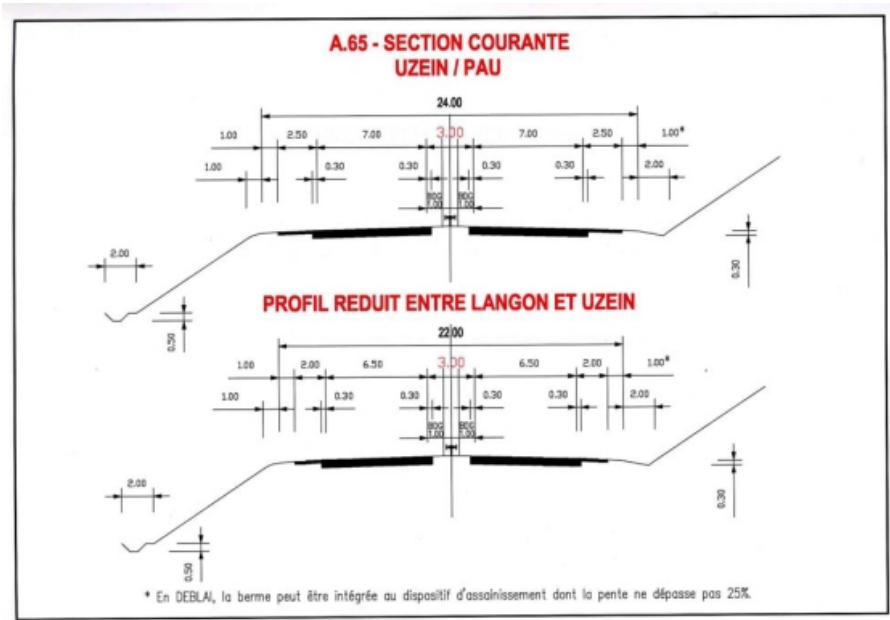 A.65 - SECTION COURANTE
UZEIN / PAU
24.00
1.00 2.50 7.00 3.00 7.00 2.50 1.00*
1.00 0.30 0.30 0.30 0.30 2.00
BDG BDG
1.00 1.00
2.00
0.50
0.30
PROFIL REDUIT ENTRE LANGON ET UZEIN
22.00
1.00 2.00 6.50 3.00 6.50 2.00 1.00*
1.00 0.30 0.30 0.30 0.30 2.00
BDG BDG
1.00 1.00
2.00
0.50
0.30
* En DEBLAI, la berme peut être intégrée au dispositif d'assainissement dont la pente ne dépasse pas 25%.